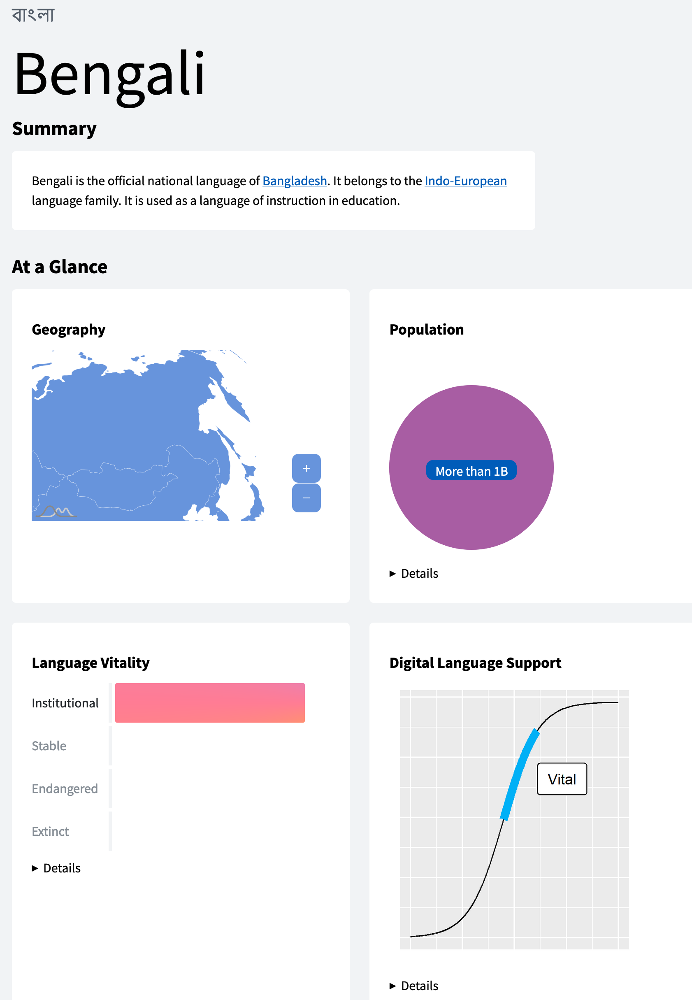 বাংলা
Bengali
Summary
Bengali is the official national language of Bangladesh. It belongs to the Indo-European
language family. It is used as a language of instruction in education.
At a Glance
Geography
+
−
Population
More than 1B
▸ Details
Language Vitality
Institutional
Stable
Endangered
Extinct
▸ Details
Digital Language Support
Vital
▸ Details